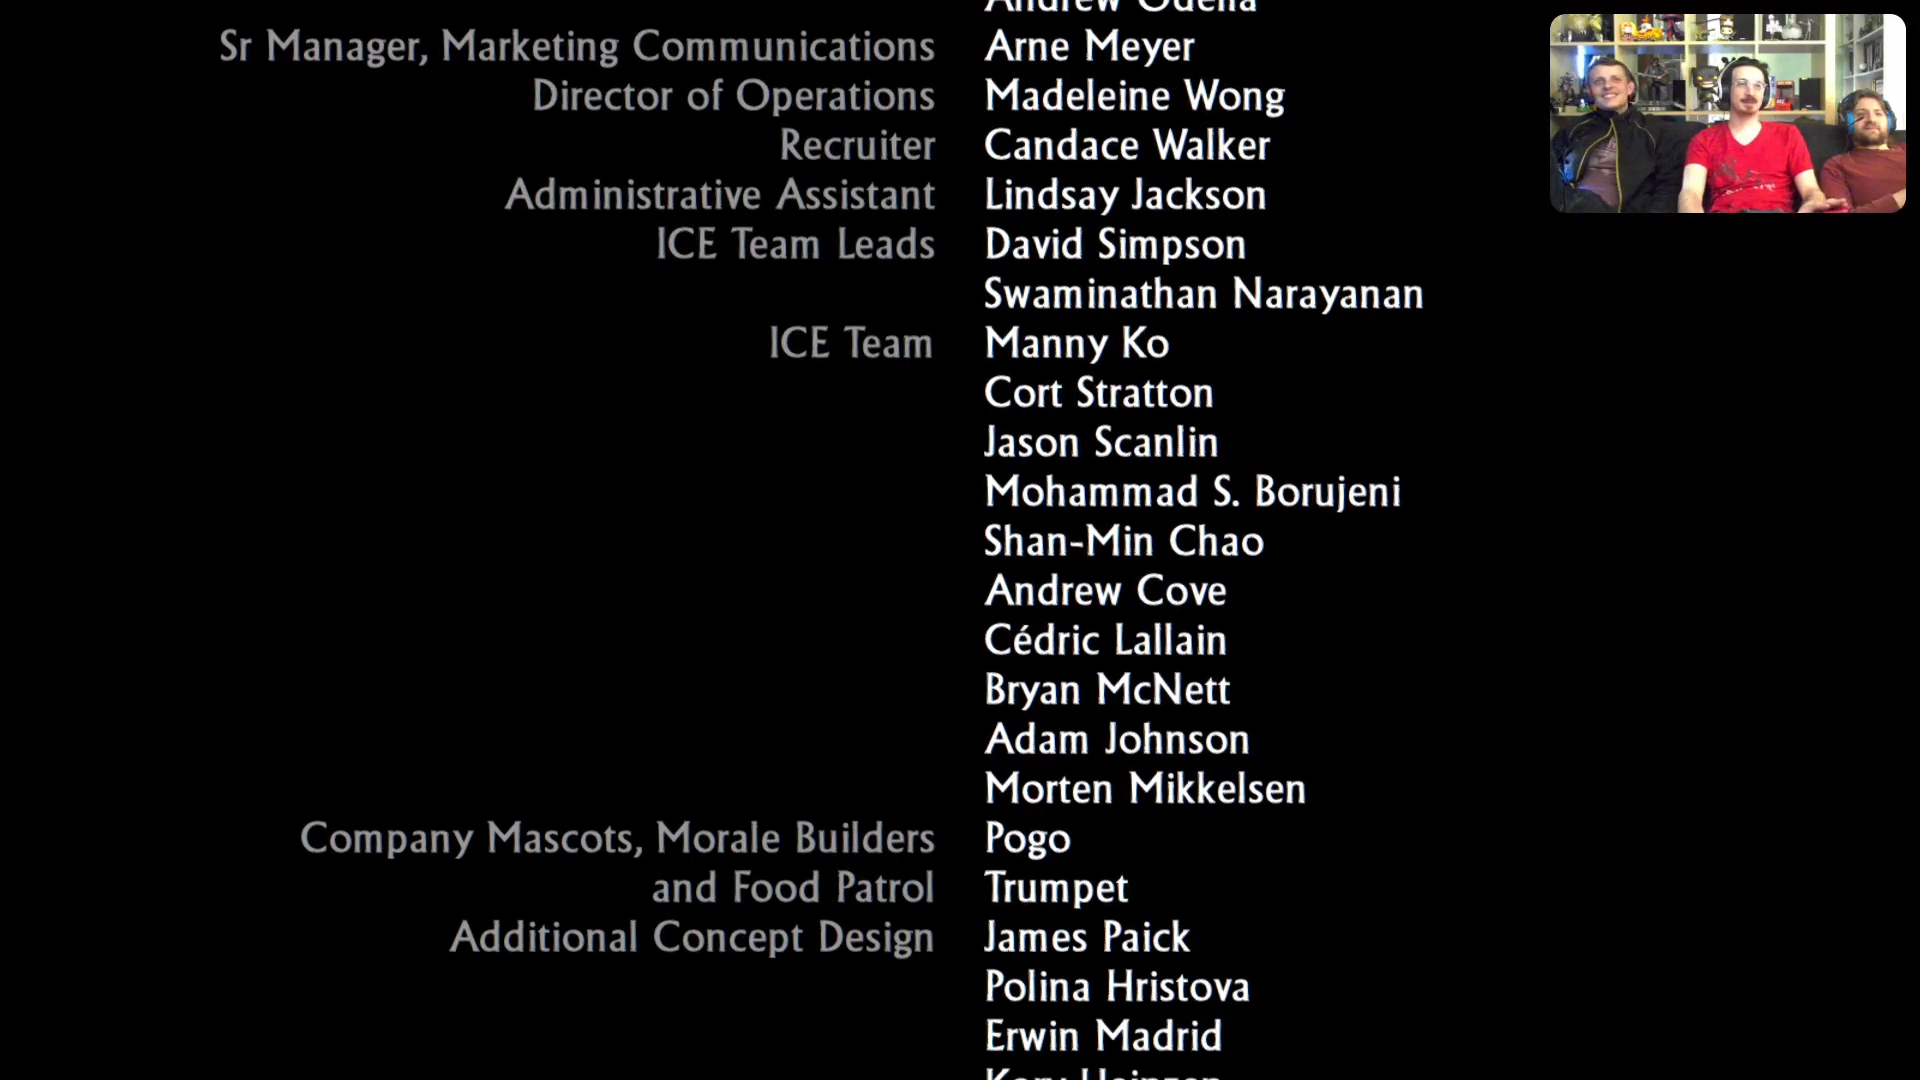 Sr Manager, Marketing Communications Arne Meyer
Director of Operations Madeleine Wong
Recruiter Candace Walker
Administrative Assistant Lindsay Jackson
ICE Team Leads David Simpson
Swaminathan Narayanan
ICE Team Manny Ko
Cort Stratton
Jason Scanlin
Mohammad S. Borujeni
Shan-Min Chao
Andrew Cove
Cédric Lallain
Bryan McNett
Adam Johnson
Morten Mikkelsen
Company Mascots, Morale Builders Pogo
and Food Patrol Trumpet
Additional Concept Design James Paick
Polina Hristova
Erwin Madrid